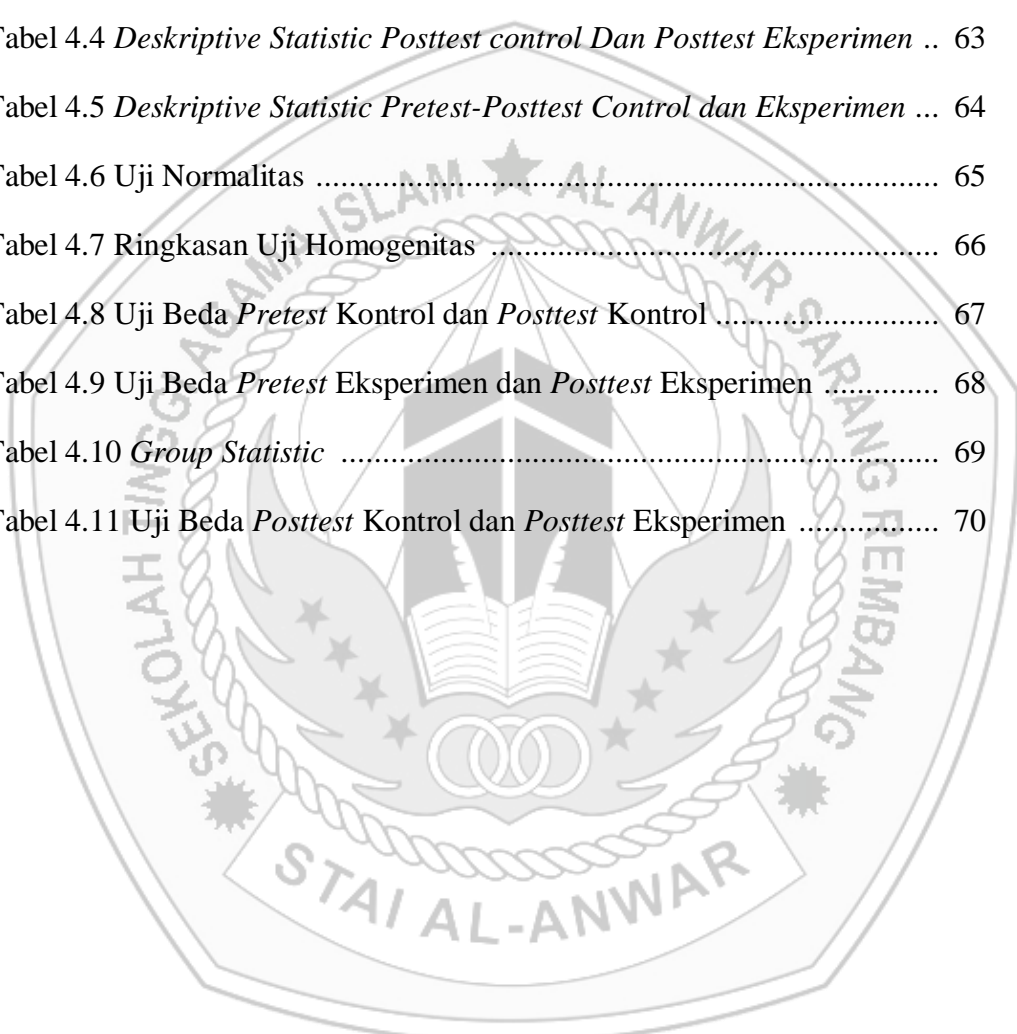 Tabel 4.4 Deskriptive Statistic Posttest control Dan Posttest Eksperimen .. 63
Tabel 4.5 Deskriptive Statistic Pretest-Posttest Control dan Eksperimen ... 64
Tabel 4.6 Uji Normalitas ......................................................................... 65
Tabel 4.7 Ringkasan Uji Homogenitas .................................................... 66
Tabel 4.8 Uji Beda Pretest Kontrol dan Posttest Kontrol .......................... 67
Tabel 4.9 Uji Beda Pretest Eksperimen dan Posttest Eksperimen ............. 68
Tabel 4.10 Group Statistic ...................................................................... 69
Tabel 4.11 Uji Beda Posttest Kontrol dan Posttest Eksperimen ................ 70
SEKOLAH TINGG AGAMA ISLAM AL ANWAR SARANG REMBANG
STAI AL-ANWAR